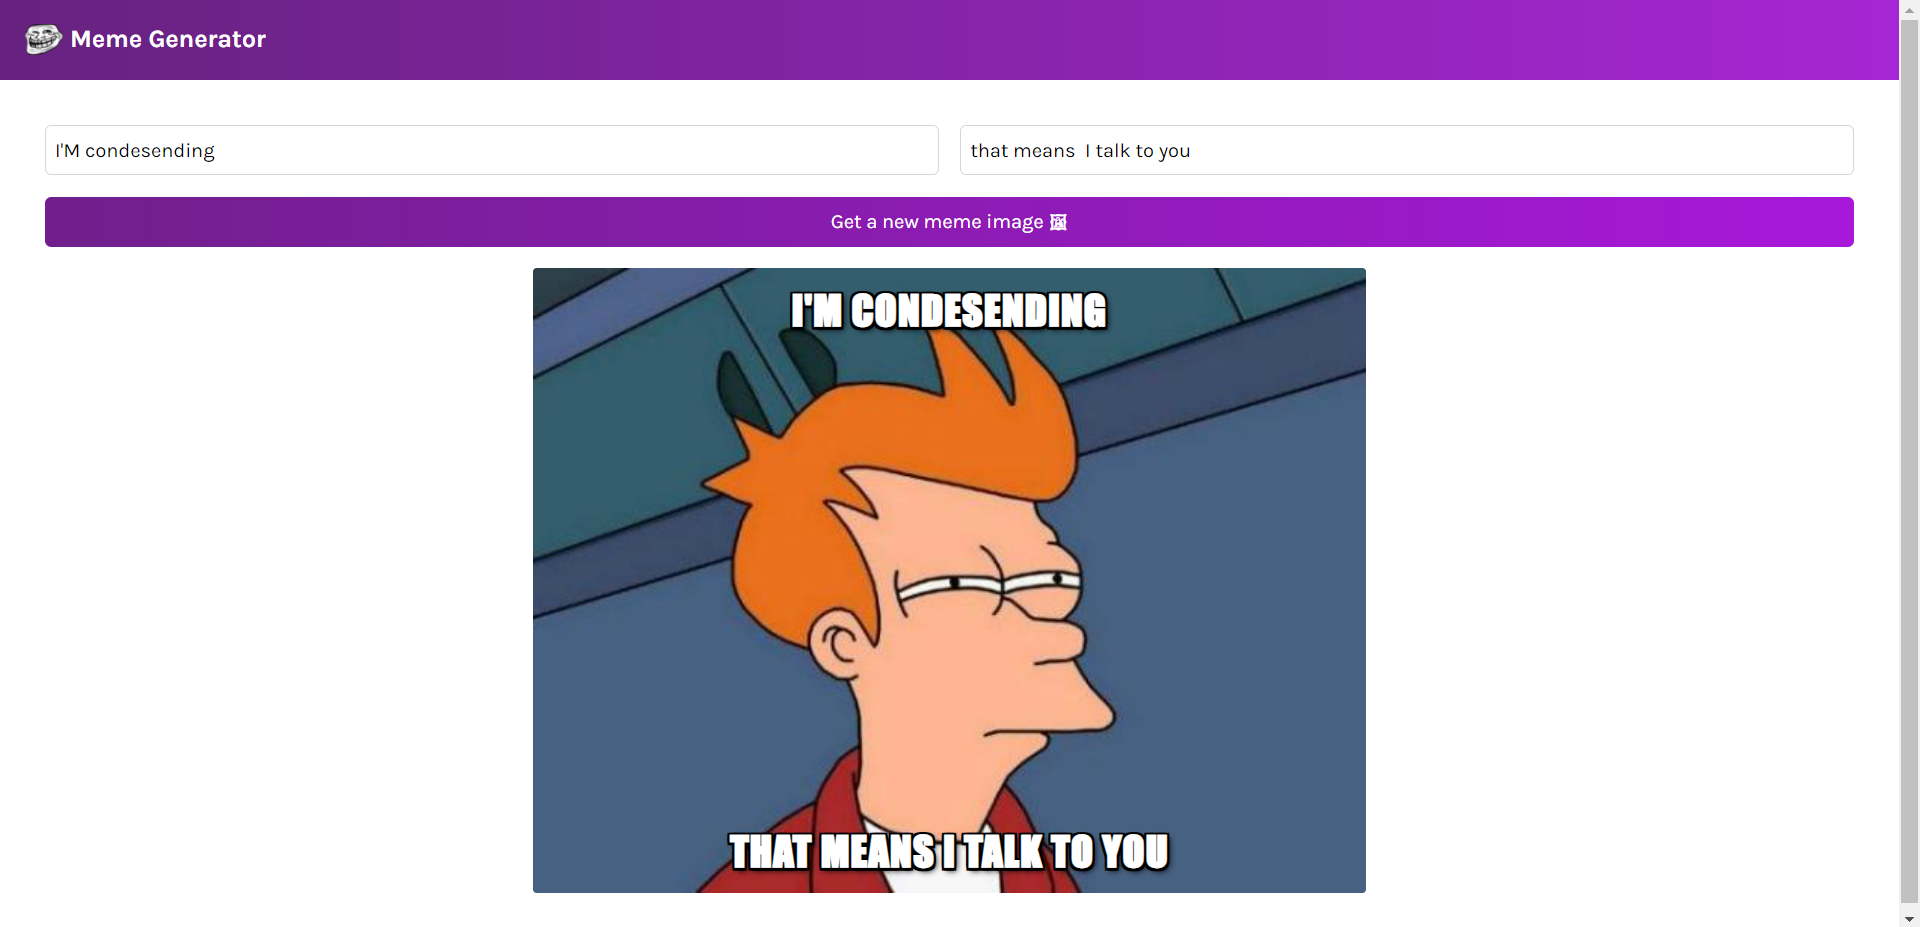 Meme Generator
I'M condesending
that means  I talk to you
Get a new meme image 🖼
I'M CONDESENDING
THAT MEANS I TALK TO YOU